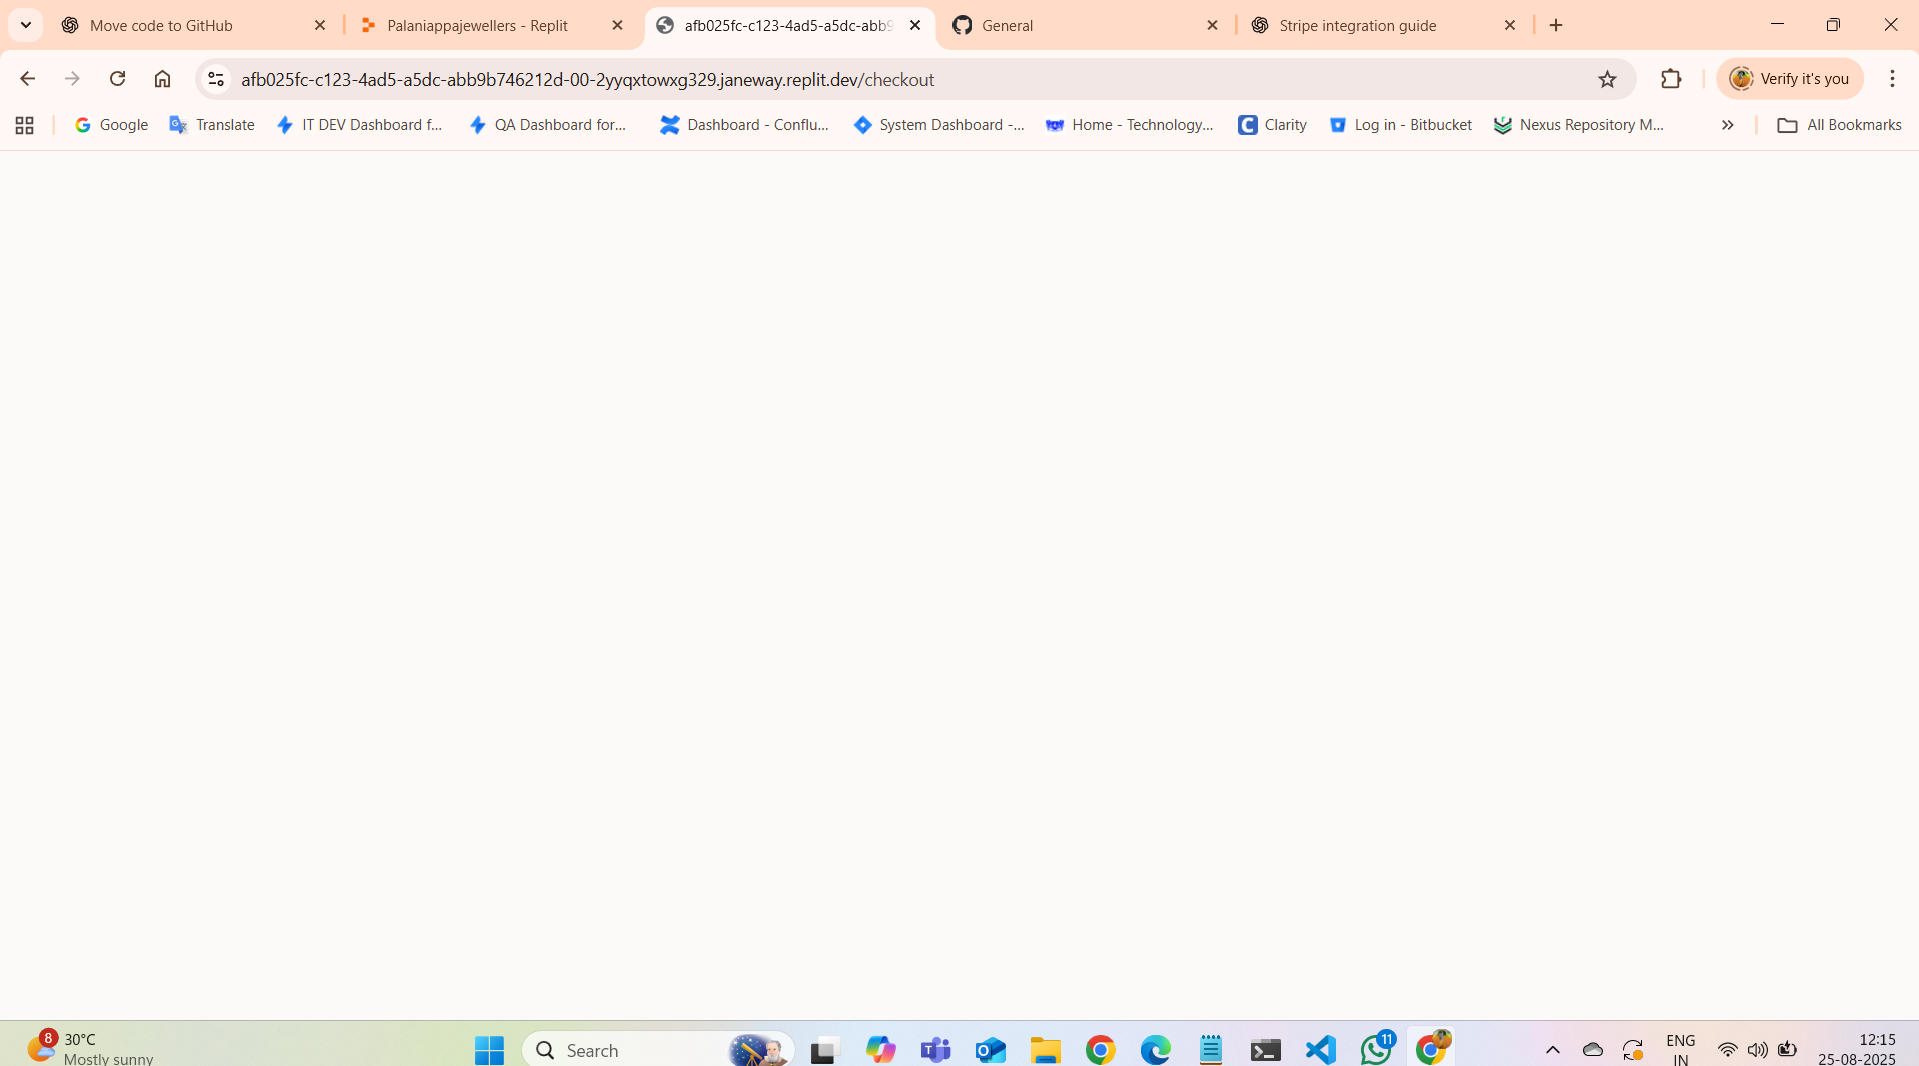 Move code to GitHub
Palaniappajewellers - Replit
afb025fc-c123-4ad5-a5dc-abb9
General
Stripe integration guide
afb025fc-c123-4ad5-a5dc-abb9b746212d-00-2yyqxtowxg329.janeway.replit.dev/checkout
Verify it's you
Google
Translate
IT DEV Dashboard f...
QA Dashboard for...
Dashboard - Conflu...
System Dashboard -...
Home - Technology...
Clarity
Log in - Bitbucket
Nexus Repository M...
All Bookmarks
8
30°C
Mostly sunny
Search
11
ENG
IN
12:15
25-08-2025